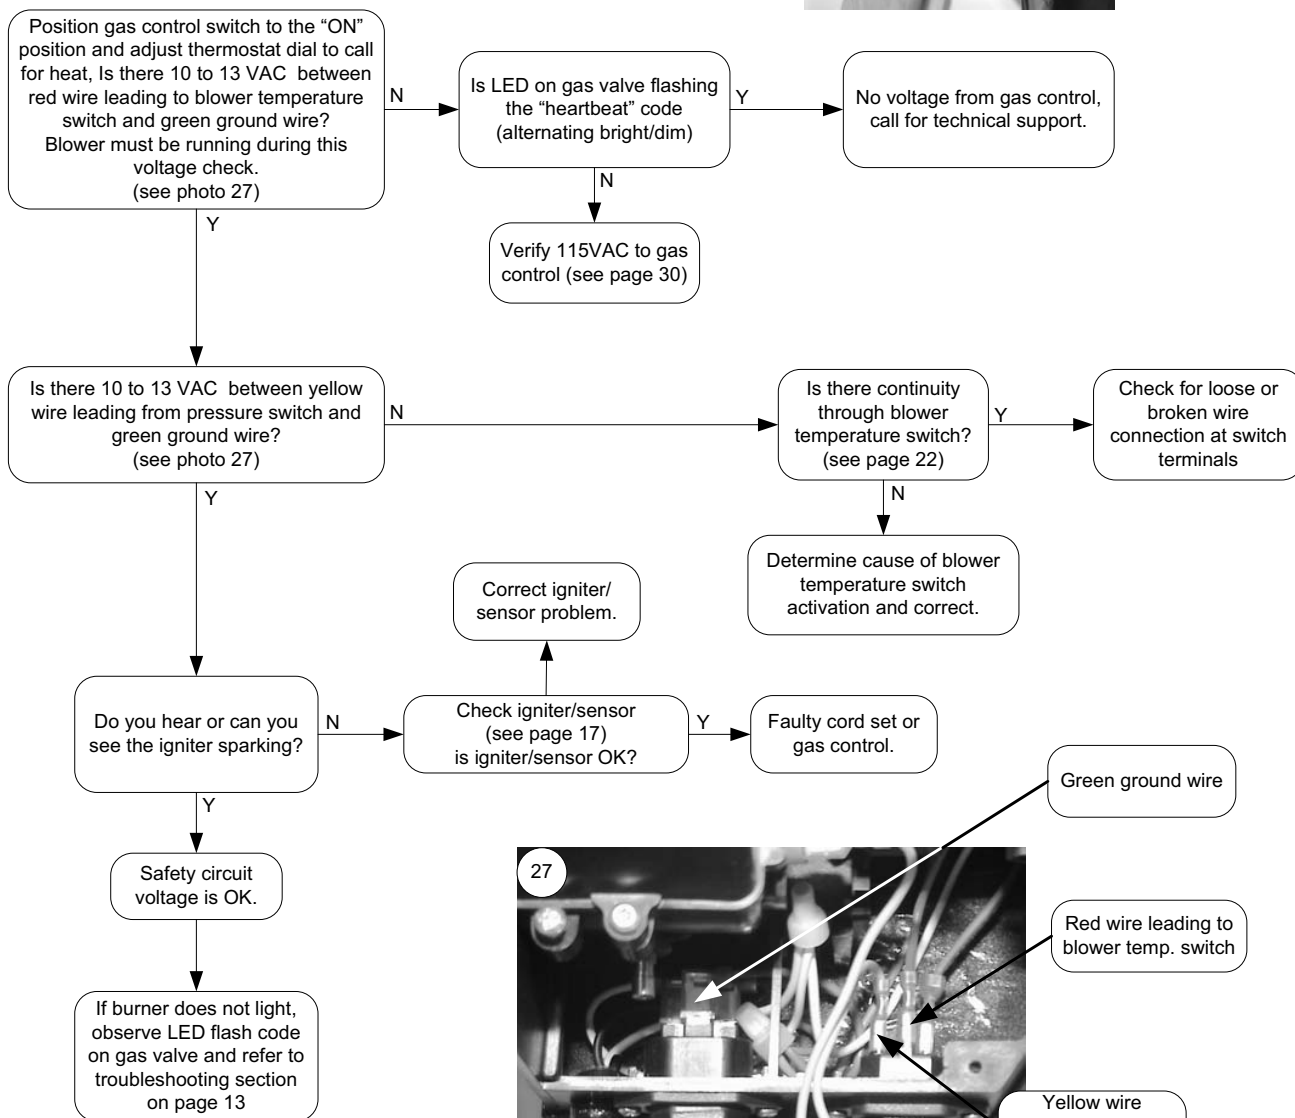 Position gas control switch to the “ON”
position and adjust thermostat dial to call
for heat, Is there 10 to 13 VAC between
red wire leading to blower temperature
switch and green ground wire?
Blower must be running during this
voltage check.
(see photo 27)
N
Is LED on gas valve flashing
the “heartbeat” code
(alternating bright/dim)
Y
No voltage from gas control,
call for technical support.
N
Verify 115VAC to gas
control (see page 30)
Y
Is there 10 to 13 VAC between yellow
wire leading from pressure switch and
green ground wire?
(see photo 27)
N
Is there continuity
through blower
temperature switch?
(see page 22)
Y
Check for loose or
broken wire
connection at switch
terminals
N
Determine cause of blower
temperature switch
activation and correct.
Y
Do you hear or can you
see the igniter sparking?
N
Check igniter/sensor
(see page 17)
is igniter/sensor OK?
Correct igniter/
sensor problem.
Y
Faulty cord set or
gas control.
Y
Safety circuit
voltage is OK.
If burner does not light,
observe LED flash code
on gas valve and refer to
troubleshooting section
on page 13
27
Green ground wire
Red wire leading to
blower temp. switch
Yellow wire